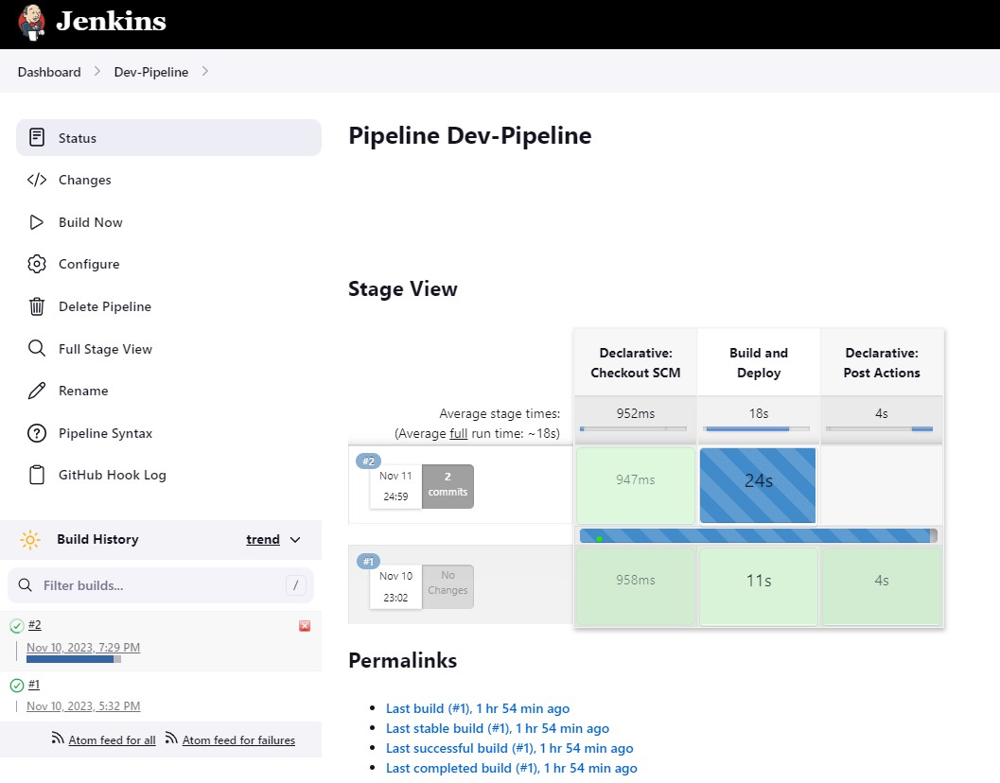 Jenkins
Dashboard
Dev-Pipeline
Status
Changes
Build Now
Configure
Delete Pipeline
Full Stage View
Rename
Pipeline Syntax
GitHub Hook Log
Build History
trend
Filter builds...
/
#2
Nov 10, 2023, 7:29 PM
#1
Nov 10, 2023, 5:32 PM
Atom feed for all
Atom feed for failures
Pipeline Dev-Pipeline
Stage View
Declarative:
Checkout SCM
Build and
Deploy
Declarative:
Post Actions
Average stage times:
(Average full run time: ~18s)
952ms
18s
4s
#2
Nov 11
24:59
2
commits
947ms
24s
#1
Nov 10
23:02
No
Changes
958ms
11s
4s
Permalinks
Last build (#1), 1 hr 54 min ago
Last stable build (#1), 1 hr 54 min ago
Last successful build (#1), 1 hr 54 min ago
Last completed build (#1), 1 hr 54 min ago